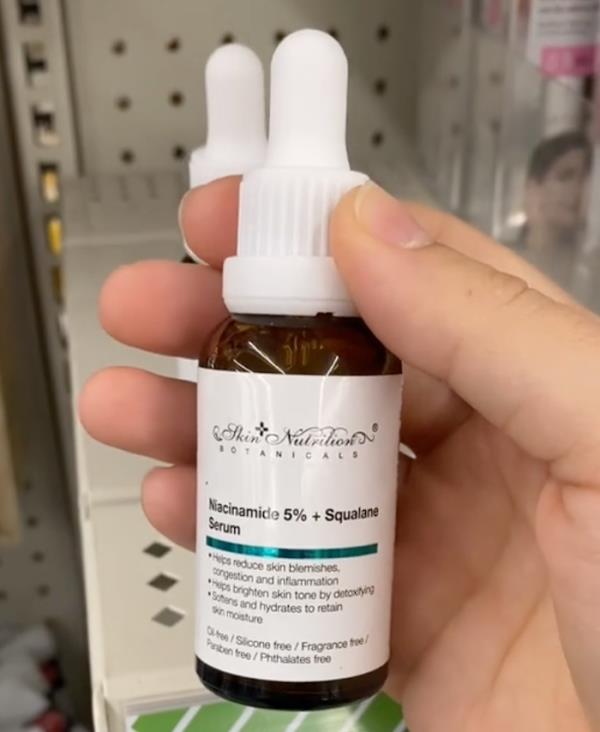 Skin Nutrition®
BOTANICALS
Niacinamide 5% + Squalane
Serum
• Helps reduce skin blemishes,
congestion and inflammation
• Helps brighten skin tone by detoxifying
• Softens and hydrates to retain
skin moisture
Oil-free / Silicone free / Fragrance free /
Paraben free / Phthalates free